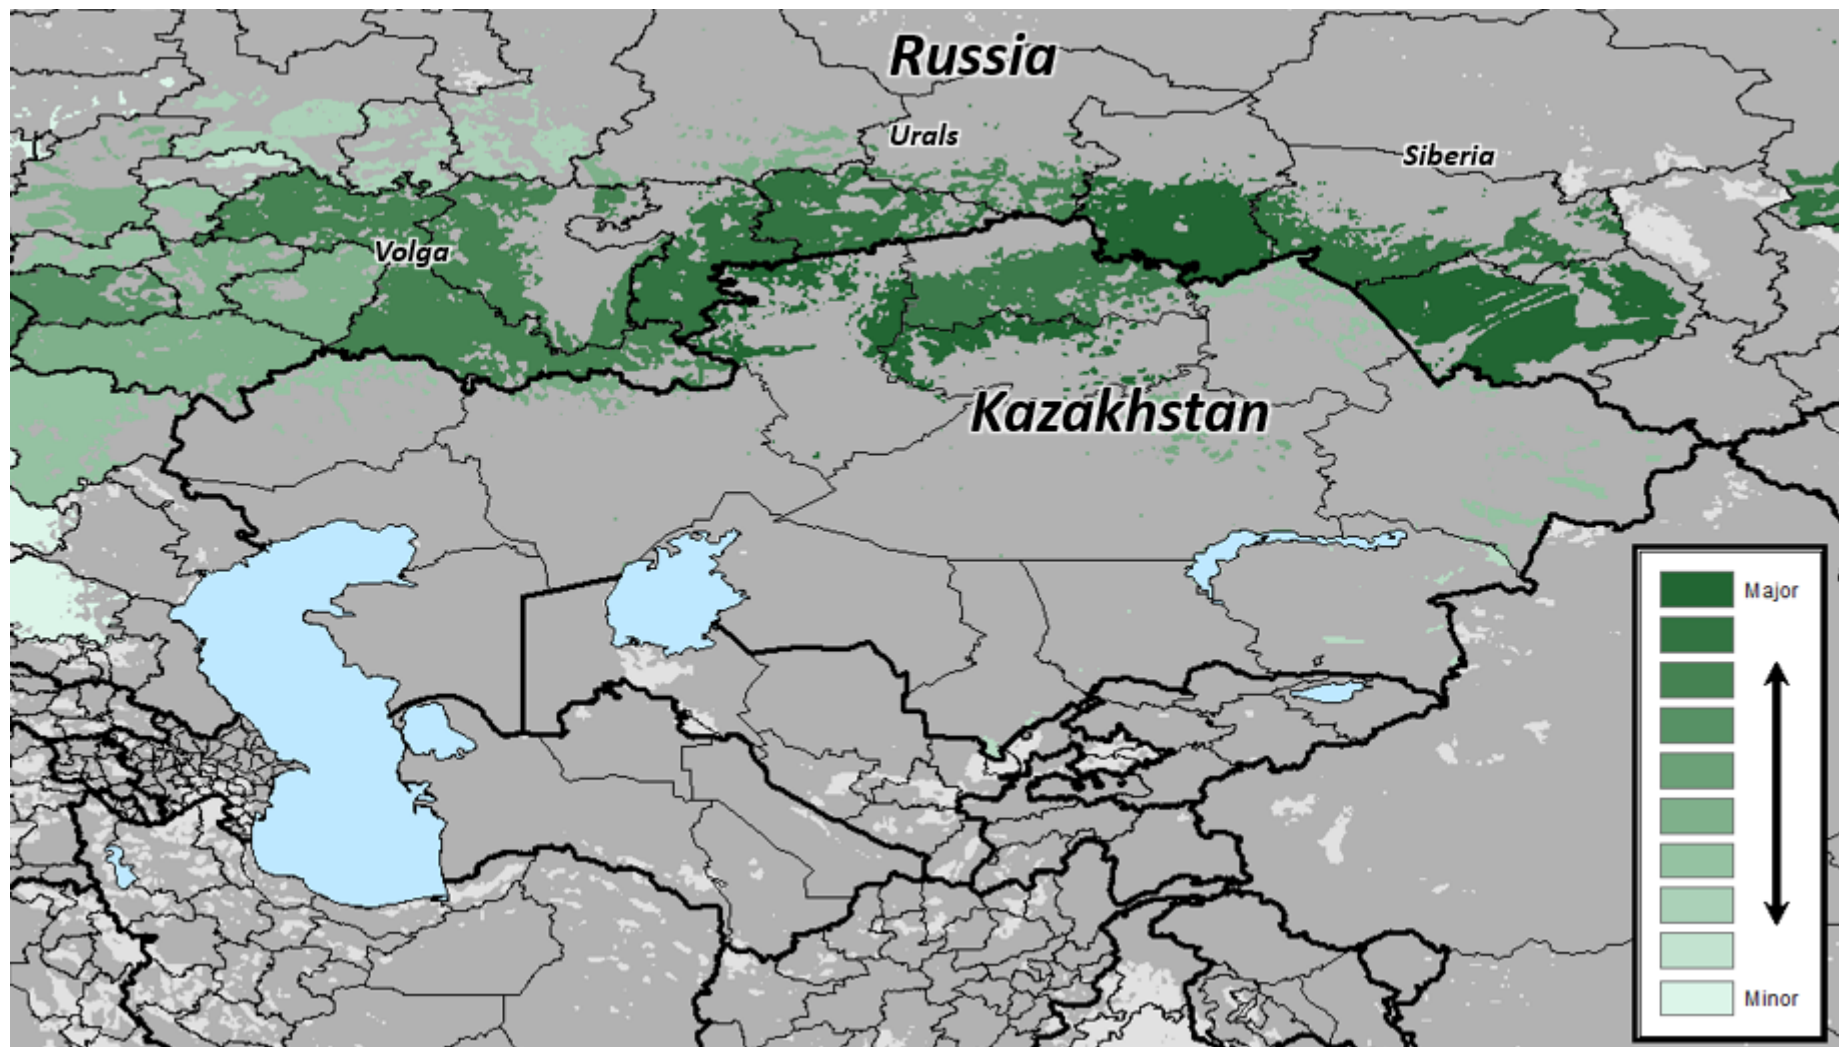 Russia
Urals
Siberia
Volga
Kazakhstan
Major
Minor